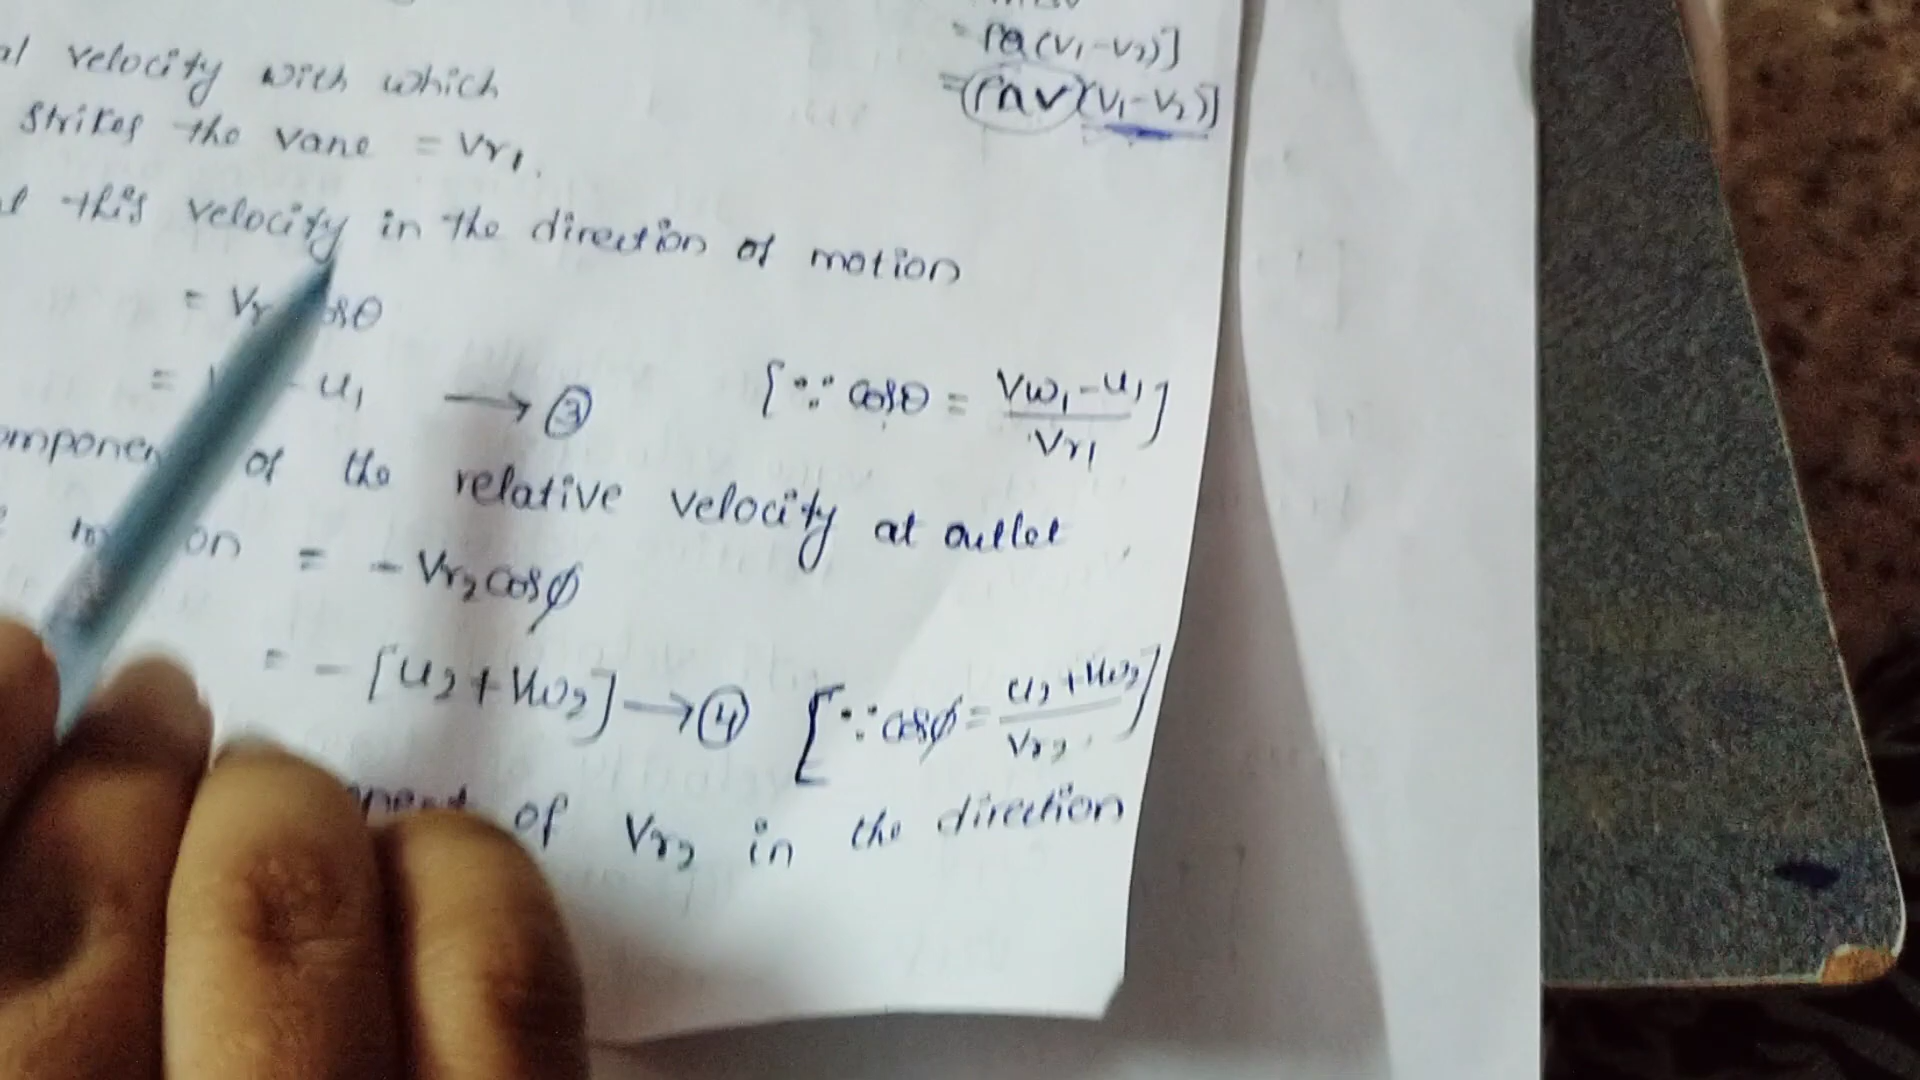 = ρa(V₁-V₂)]
= (ρav)(V₁-V₂)]
velocity with which
strikes the vane = Vr₁.
this velocity in the direction of motion
= Vr cosθ
= - u₁ → ③ [∵ cosθ = Vw₁-u₁ / Vr₁]
of the relative velocity at outlet
= - Vr₂ cosφ
= - [u₂+Vw₂] → ④ [∵ cosφ = u₂+Vw₂ / Vr₂]
of Vr₂ in the direction